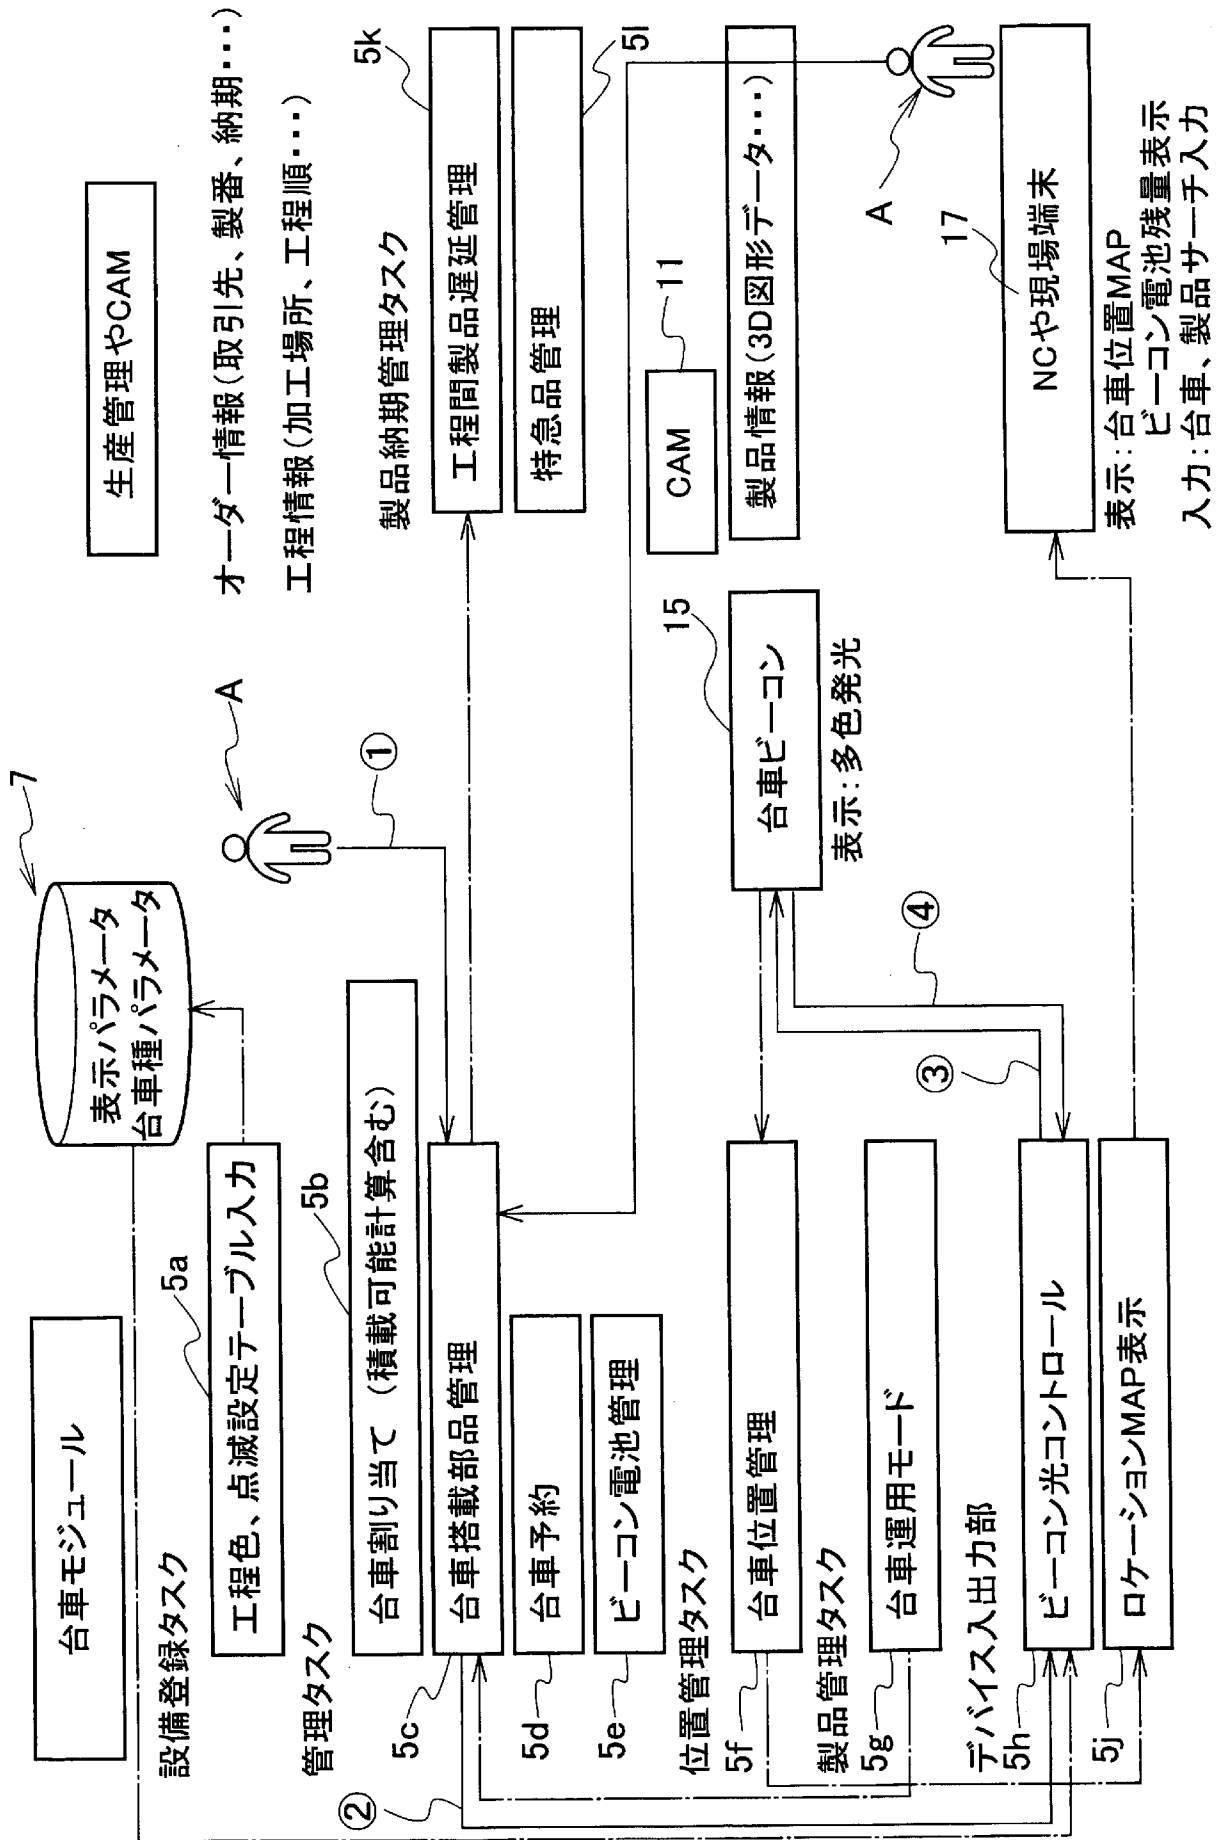 台車モジュール
設備登録タスク
5a
工程色、点滅設定テーブル入力
7
表示パラメータ
台車種パラメータ
管理タスク
5b
台車割り当て（積載可能計算含む）
5c
台車搭載部品管理
5d
台車予約
5e
ビーコン電池管理
位置管理タスク
5f
台車位置管理
製品管理タスク
5g
台車運用モード
デバイス入出力部
5h
ビーコン光コントロール
5j
ロケーションMAP表示
A
①
②
③
④
15
台車ビーコン
表示：多色発光
生産管理やCAM
オーダー情報（取引先、製番、納期・・・）
工程情報（加工場所、工程順・・・・）
製品納期管理タスク
5k
工程間製品遅延管理
5l
特急品管理
11
CAM
製品情報（3D図形データ・・・）
A
17
NCや現場端末
表示：台車位置MAP
ビーコン電池残量表示
入力：台車、製品サーチ入力